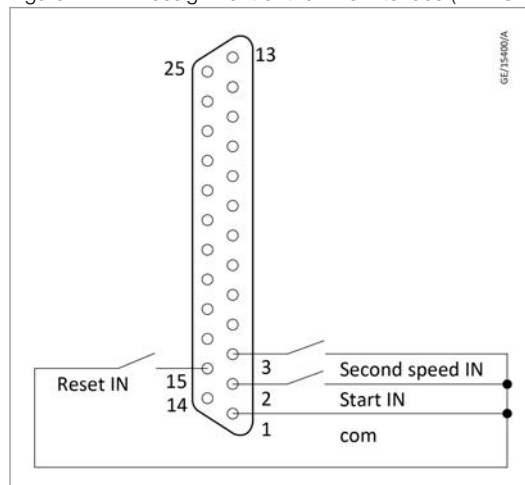 25
13
GE/15400/A
3
Second speed IN
Reset IN
15
2
Start IN
14
1
com